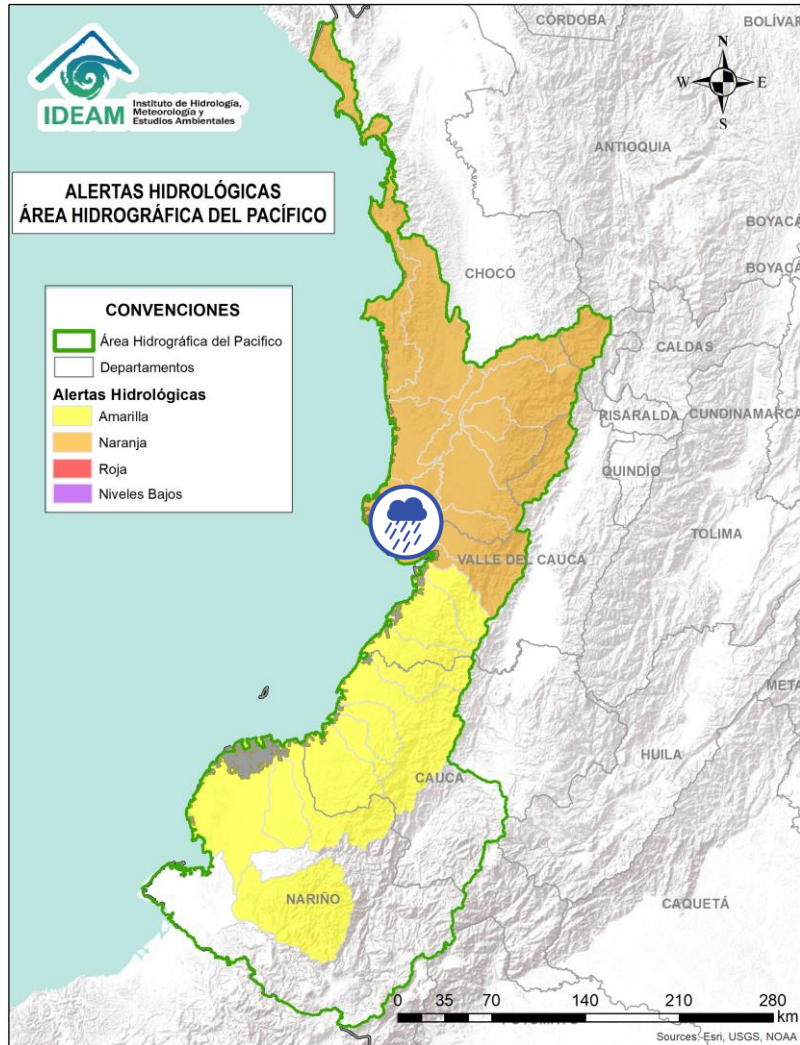 IDEAM
Instituto de Hidrología,
Meteorología y
Estudios Ambientales
ALERTAS HIDROLÓGICAS
ÁREA HIDROGRÁFICA DEL PACÍFICO
CONVENCIONES
Área Hidrográfica del Pacifico
Departamentos
Alertas Hidrológicas
Amarilla
Naranja
Roja
Niveles Bajos
CÓRDOBA
BOLÍVAR
N
W
E
S
ANTIOQUIA
BOYACÁ
BOYACÁ
CHOCÓ
CALDAS
RISARALDA
CUNDINAMARCA
QUINDÍO
TOLIMA
VALLE DEL CAUCA
META
HUILA
CAUCA
NARIÑO
CAQUETÁ
0 35 70 140 210 280
km
Sources: Esri, USGS, NOAA